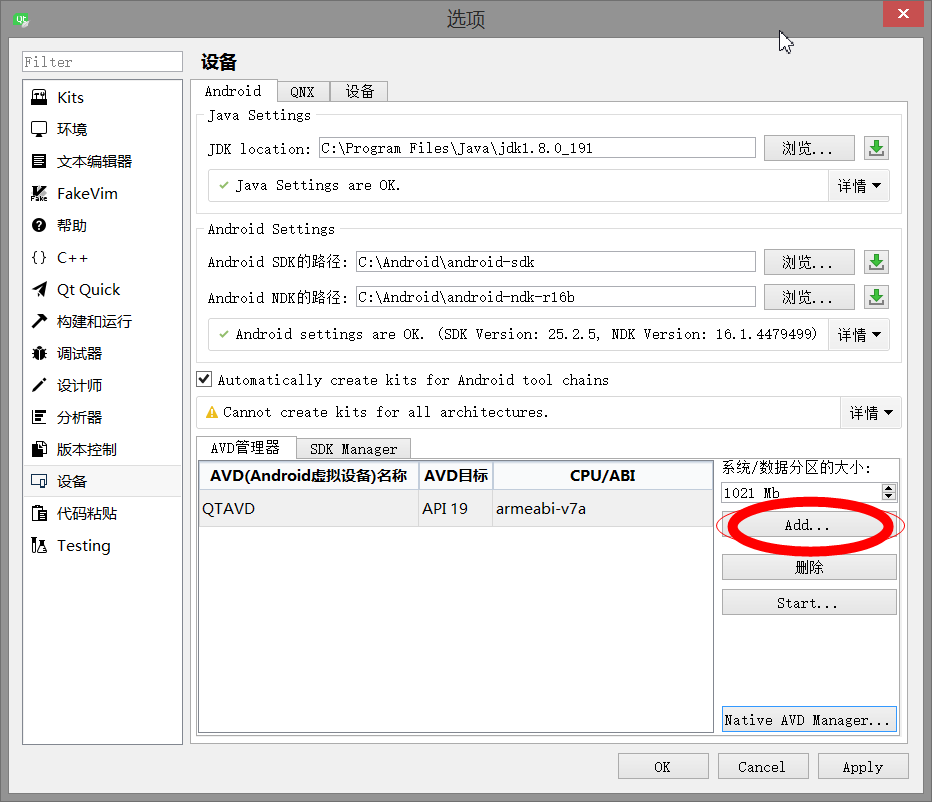 Qt
选项
Filter
Kits
环境
文本编辑器
FakeVim
帮助
C++
Qt Quick
构建和运行
调试器
设计师
分析器
版本控制
设备
代码粘贴
Testing
设备
Android QNX 设备
Java Settings
JDK location: C:\Program Files\Java\jdk1.8.0_191 浏览...
Java Settings are OK. 详情
Android Settings
Android SDK的路径: C:\Android\android-sdk 浏览...
Android NDK的路径: C:\Android\android-ndk-r16b 浏览...
Android settings are OK. (SDK Version: 25.2.5, NDK Version: 16.1.4479499) 详情
Automatically create kits for Android tool chains
Cannot create kits for all architectures. 详情
AVD管理器 SDK Manager
AVD(Android虚拟设备)名称 AVD目标 CPU/ABI
QTAVD API 19 armeabi-v7a
系统/数据分区的大小:
1021 Mb
Add...
删除
Start...
Native AVD Manager...
OK Cancel Apply